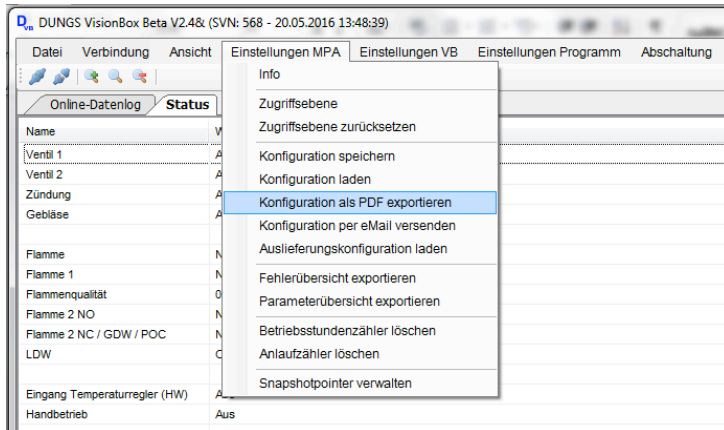 DUNGS VisionBox Beta V2.4& (SVN: 568 - 20.05.2016 13:48:39)
Datei Verbindung Ansicht Einstellungen MPA Einstellungen VB Einstellungen Programm Abschaltung
Online-Datenlog Status
Info
Zugriffsebene
Zugriffsebene zurücksetzen
Konfiguration speichern
Konfiguration laden
Konfiguration als PDF exportieren
Konfiguration per eMail versenden
Auslieferungskonfiguration laden
Fehlerübersicht exportieren
Parameterübersicht exportieren
Betriebsstundenzähler löschen
Anlaufzähler löschen
Snapshotpointer verwalten
Name
Ventil 1
Ventil 2
Zündung
Gebläse
Flamme
Flamme 1
Flammenqualität
Flamme 2 NO
Flamme 2 NC / GDW / POC
LDW
Eingang Temperaturregler (HW)
Handbetrieb Aus